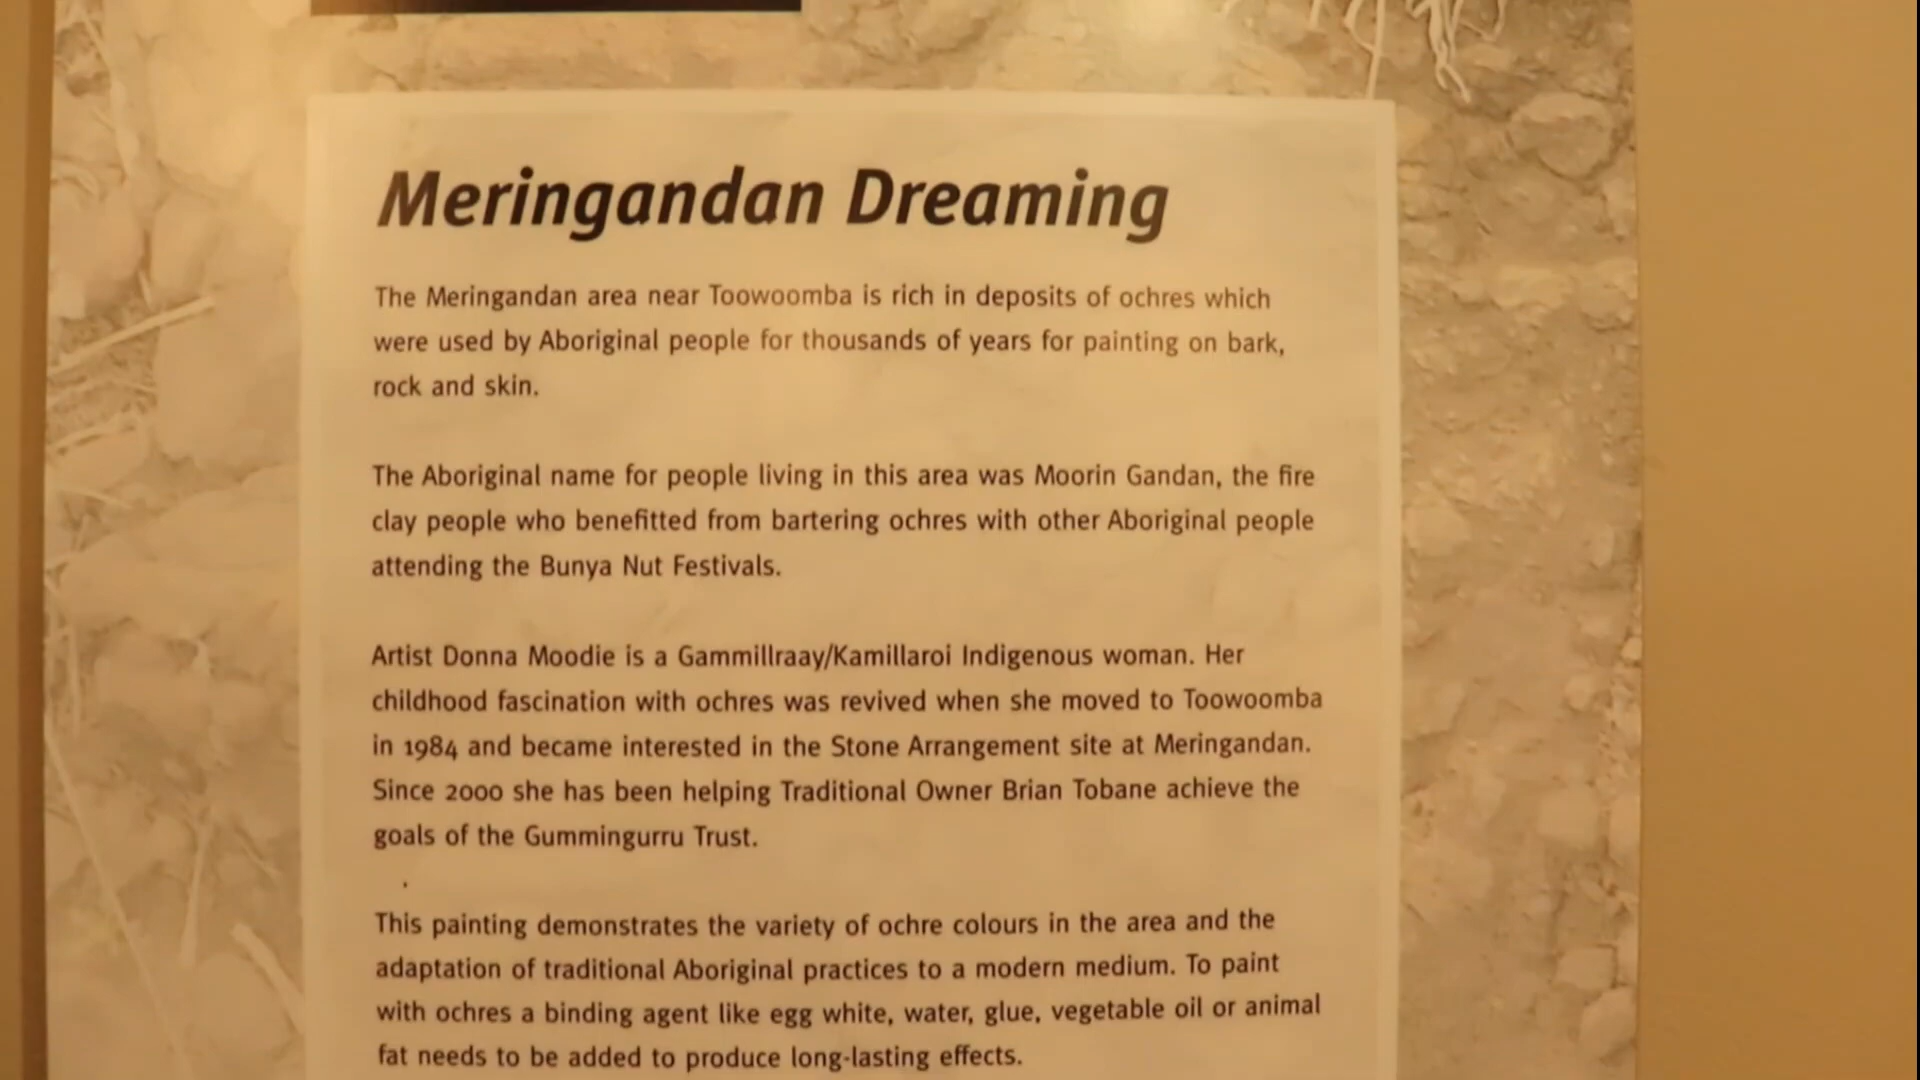 Meringandan Dreaming
The Meringandan area near Toowoomba is rich in deposits of ochres which
were used by Aboriginal people for thousands of years for painting on bark,
rock and skin.
The Aboriginal name for people living in this area was Moorin Gandan, the fire
clay people who benefitted from bartering ochres with other Aboriginal people
attending the Bunya Nut Festivals.
Artist Donna Moodie is a Gammillraay/Kamillaroi Indigenous woman. Her
childhood fascination with ochres was revived when she moved to Toowoomba
in 1984 and became interested in the Stone Arrangement site at Meringandan.
Since 2000 she has been helping Traditional Owner Brian Tobane achieve the
goals of the Gummingurru Trust.
.
This painting demonstrates the variety of ochre colours in the area and the
adaptation of traditional Aboriginal practices to a modern medium. To paint
with ochres a binding agent like egg white, water, glue, vegetable oil or animal
fat needs to be added to produce long-lasting effects.